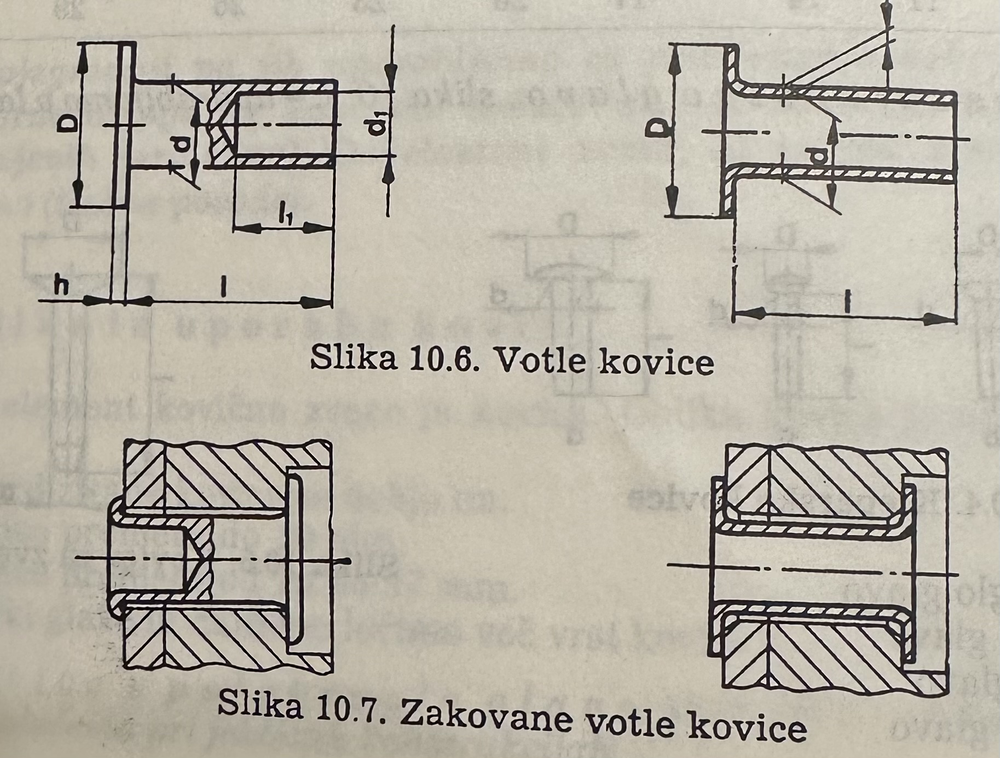 D
d
d₁
l₁
h
l
D
d
l
Slika 10.6. Votle kovice
Slika 10.7. Zakovane votle kovice